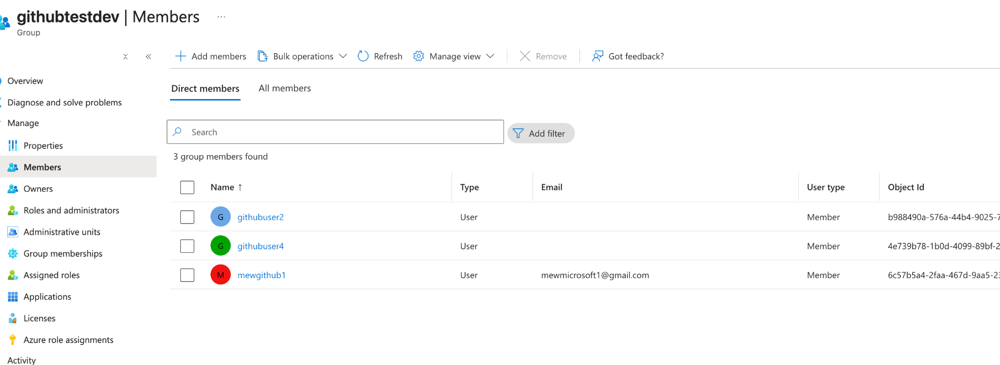 githubtestdev | Members ...
Group
Add members Bulk operations Refresh Manage view Remove Got feedback?
Overview
Diagnose and solve problems
Manage
Properties
Members
Owners
Roles and administrators
Administrative units
Group memberships
Assigned roles
Applications
Licenses
Azure role assignments
Activity
Direct members All members
Search Add filter
3 group members found
Name ↑ Type Email User type Object Id
G githubuser2 User Member b988490a-576a-44b4-9025-7
G githubuser4 User Member 4e739b78-1b0d-4099-89bf-2
M mewgithub1 User mewmicrosoft1@gmail.com Member 6c57b5a4-2faa-467d-9aa5-23